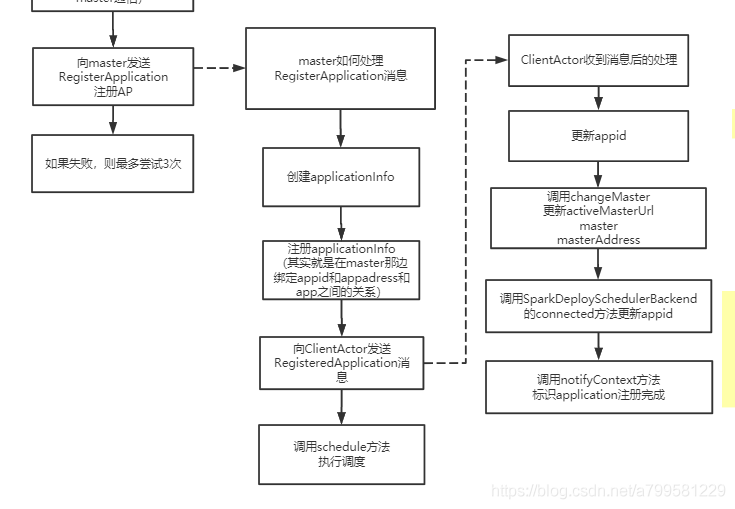 master通信）
向master发送
RegisterApplication
注册AP
如果失败，则最多尝试3次
master如何处理
RegisterApplication消息
创建applicationInfo
注册applicationInfo
（其实就是在master那边
绑定appid和appadress和
app之间的关系）
向ClientActor发送
RegisteredApplication消
息
调用schedule方法
执行调度
ClientActor收到消息后的处理
更新appid
调用changeMaster
更新activeMasterUrl
master
masterAddress
调用SparkDeploySchedulerBackend
的connected方法更新appid
调用notifyContext方法
标识application注册完成
https://blog.csdn.net/a799581229